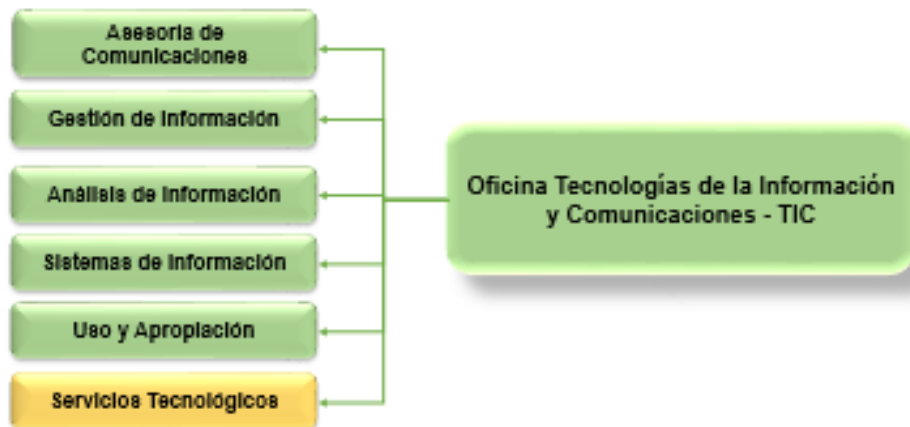 Asesoría de
Comunicaciones
Gestión de Información
Análisis de Información
Sistemas de Información
Uso y Apropiación
Servicios Tecnológicos
Oficina Tecnologías de la Información
y Comunicaciones - TIC